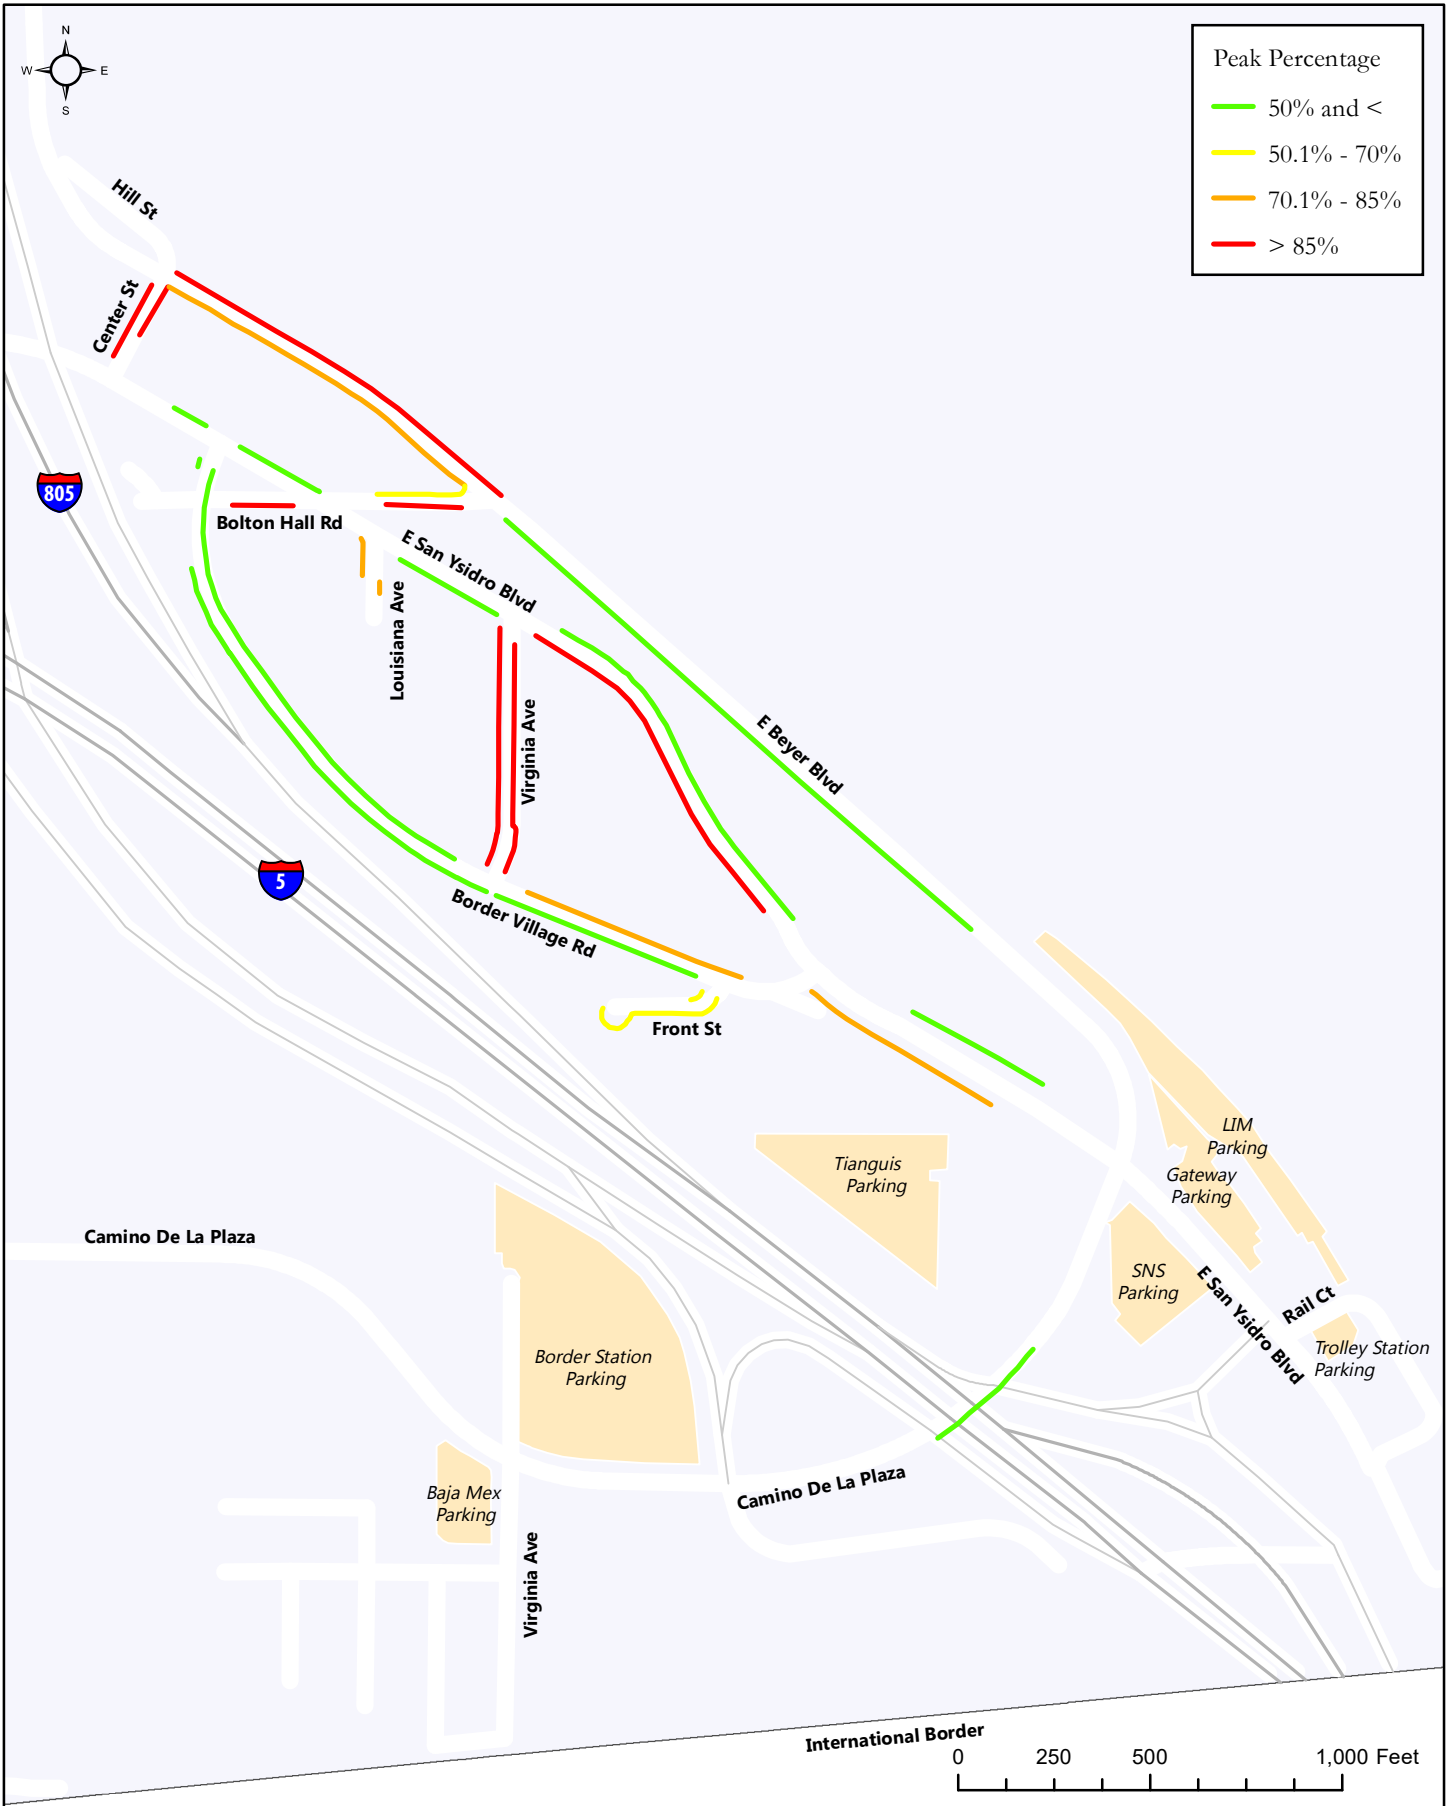 N
W
E
S
Peak Percentage
50% and <
50.1% - 70%
70.1% - 85%
> 85%
Hill St
Center St
805
Bolton Hall Rd
E San Ysidro Blvd
Louisiana Ave
Virginia Ave
E Beyer Blvd
5
Border Village Rd
Front St
LIM
Parking
Tianguis
Parking
Gateway
Parking
Camino De La Plaza
SNS
Parking
E San Ysidro Blvd
Rail Ct
Trolley Station
Parking
Border Station
Parking
Baja Mex
Parking
Camino De La Plaza
Virginia Ave
International Border
0 250 500 1,000 Feet